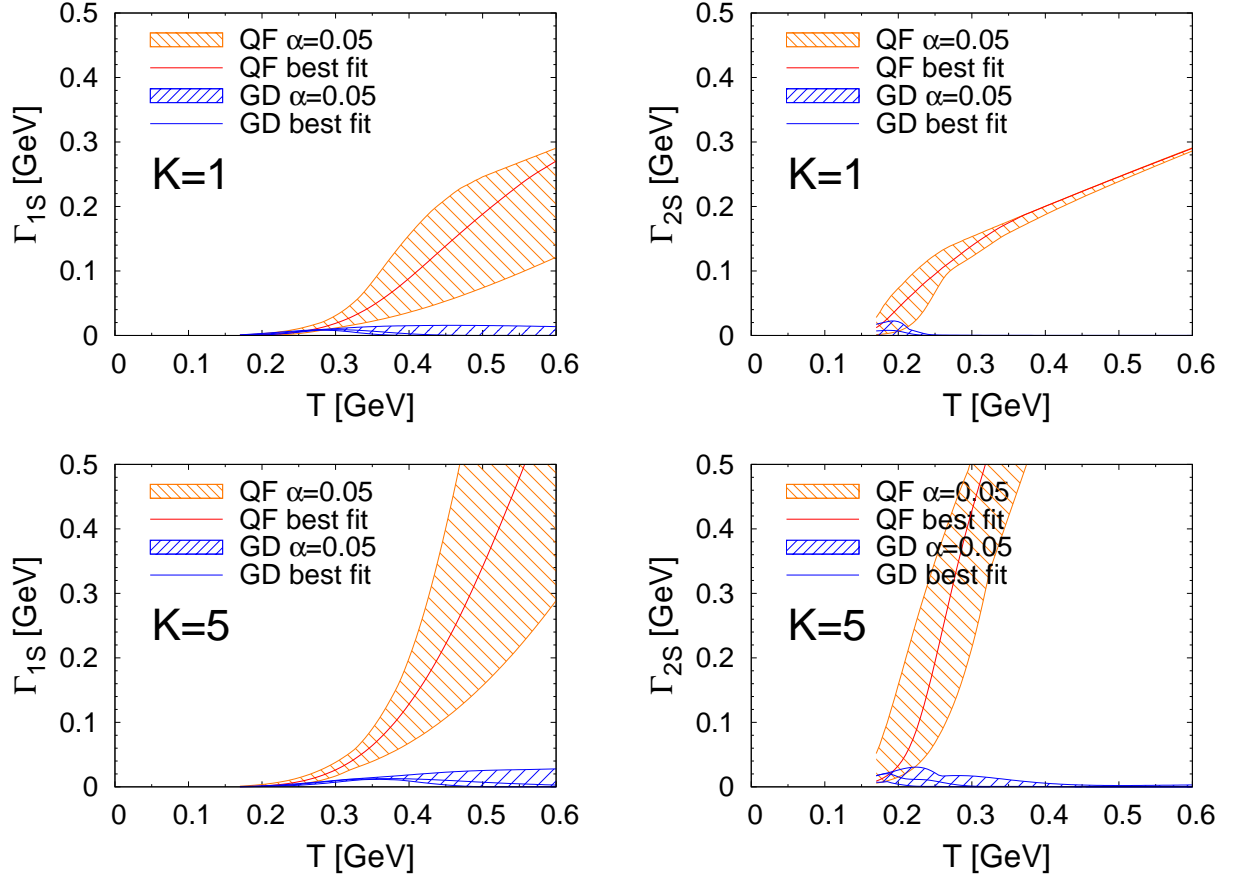 0.5
0.4
0.3
0.2
0.1
0
Γ1S [GeV]
QF α=0.05
QF best fit
GD α=0.05
GD best fit
K=1
0 0.1 0.2 0.3 0.4 0.5 0.6
T [GeV]
0.5
0.4
0.3
0.2
0.1
0
Γ2S [GeV]
QF α=0.05
QF best fit
GD α=0.05
GD best fit
K=1
0 0.1 0.2 0.3 0.4 0.5 0.6
T [GeV]
0.5
0.4
0.3
0.2
0.1
0
Γ1S [GeV]
QF α=0.05
QF best fit
GD α=0.05
GD best fit
K=5
0 0.1 0.2 0.3 0.4 0.5 0.6
T [GeV]
0.5
0.4
0.3
0.2
0.1
0
Γ2S [GeV]
QF α=0.05
QF best fit
GD α=0.05
GD best fit
K=5
0 0.1 0.2 0.3 0.4 0.5 0.6
T [GeV]